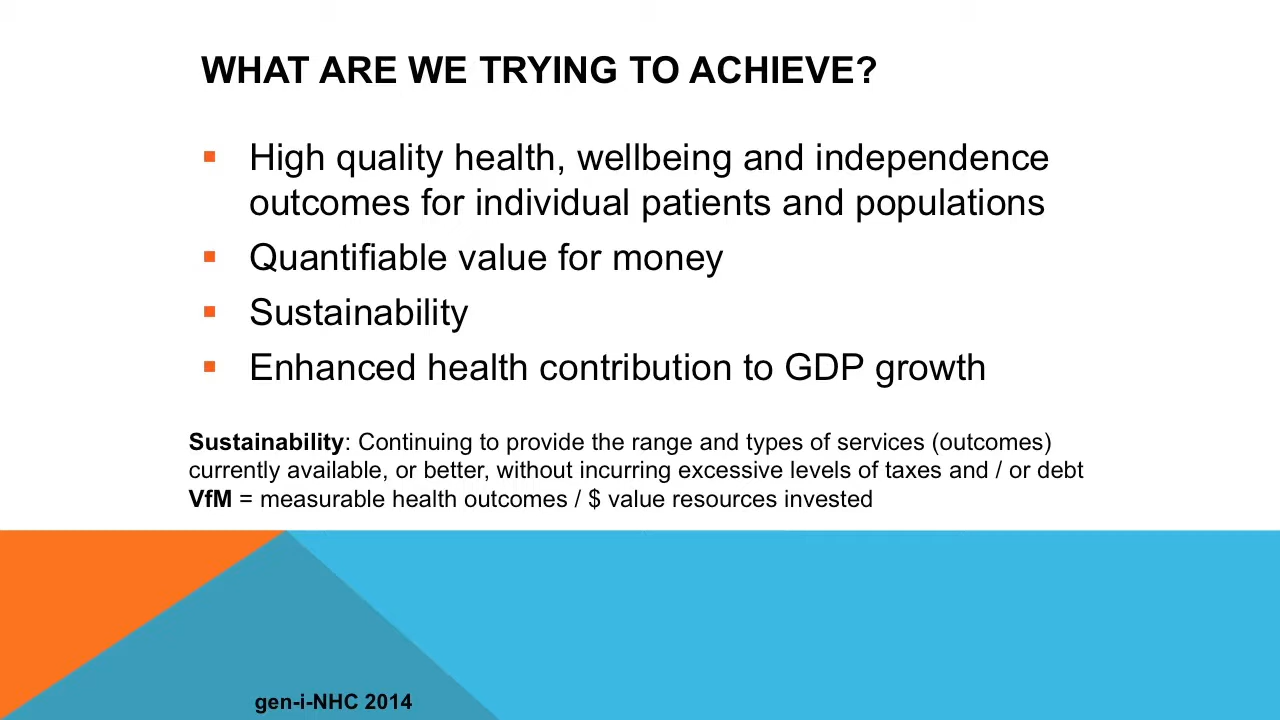 WHAT ARE WE TRYING TO ACHIEVE?
High quality health, wellbeing and independence
outcomes for individual patients and populations
Quantifiable value for money
Sustainability
Enhanced health contribution to GDP growth
Sustainability: Continuing to provide the range and types of services (outcomes)
currently available, or better, without incurring excessive levels of taxes and / or debt
VfM = measurable health outcomes / $ value resources invested
gen-i-NHC 2014